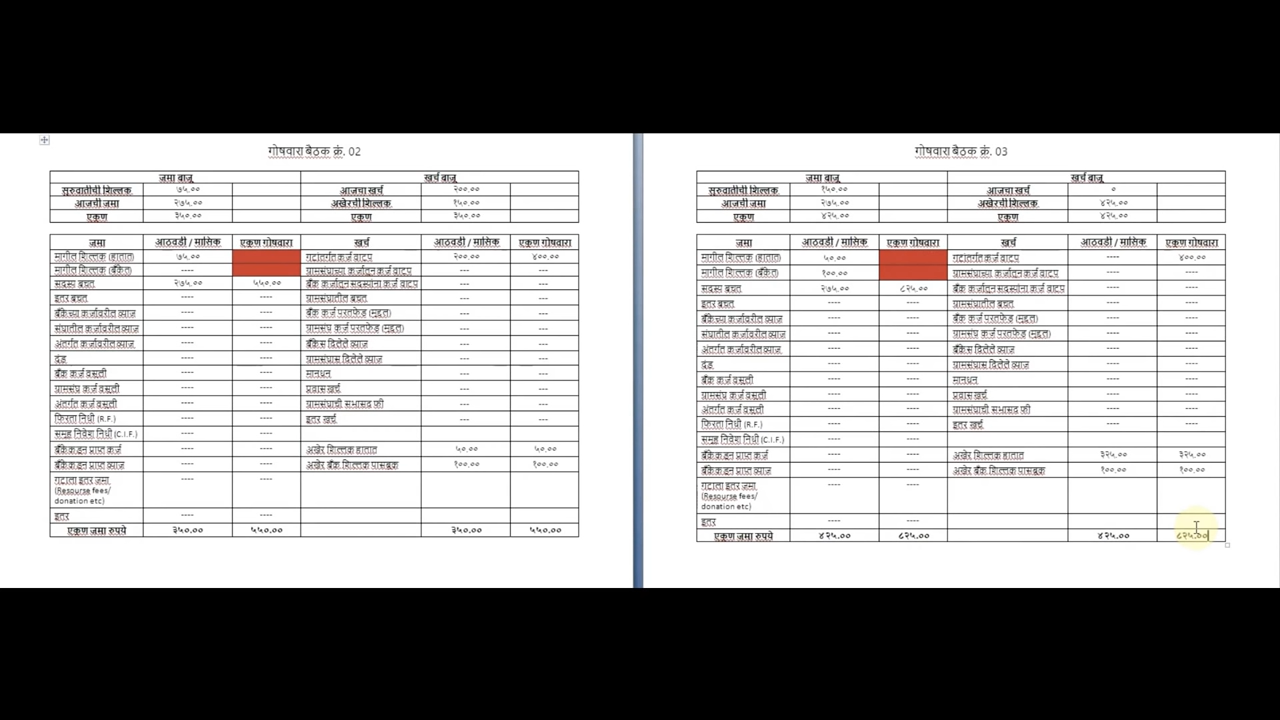 गोषवारा बैठक क्रं. 02
जमा बाजू खर्च बाजू
सुरुवातीची शिल्लक ७५.०० आजचा खर्च २००.००
आजची जमा २७५.०० अखेरची शिल्लक १५०.००
एकुण ३५०.०० एकुण ३५०.००
जमा आठवडी / मासिक एकुण गोषवारा खर्च आठवडी / मासिक एकुण गोषवारा
मागील शिल्लक (हातात) ७५.०० गटांतर्गत कर्ज वाटप २००.०० ४००.००
मागील शिल्लक (बँकेत) ---- ग्रामसंघाच्या कर्जातून कर्ज वाटप --- ---
सदस्य बचत २७५.०० ५५०.०० बँक कर्जातून सदस्यांना कर्ज वाटप --- ---
इतर बचत ---- ---- ग्रामसंघातील बचत --- ---
बँकेच्या कर्जावरील व्याज ---- ---- बँक कर्ज परतफेड (मुद्दल) --- ---
संघातील कर्जावरील व्याज ---- ---- ग्रामसंघ कर्ज परतफेड (मुद्दल) --- ---
अंतर्गत कर्जावरील व्याज ---- ---- बँकेस दिलेले व्याज --- ---
दंड ---- ---- ग्रामसंघास दिलेले व्याज --- ---
बँक कर्ज वसुली ---- ---- मानधन --- ---
ग्रामसंघ कर्ज वसुली ---- ---- प्रवास खर्च --- ---
अंतर्गत कर्ज वसुली ---- ---- ग्रामसंघाची सभासद फी --- ---
फिरता निधी (R.F.) ---- ---- इतर खर्च --- ---
समुह निवेश निधी (C.I.F.) ---- ----
बँकेकडून प्राप्त कर्ज ---- ---- अखेर शिल्लक हातात ५०.०० ५०.००
बँकेकडून प्राप्त व्याज ---- ---- अखेर बँक शिल्लक पासबूक १००.०० १००.००
गटाला इतर जमा ---- ----
(Resourse fees/
donation etc)
इतर ---- ----
एकुण जमा रुपये ३५०.०० ५५०.०० ३५०.०० ५५०.००
गोषवारा बैठक क्रं. 03
जमा बाजू खर्च बाजू
सुरुवातीची शिल्लक १५०.०० आजचा खर्च ०
आजची जमा २७५.०० अखेरची शिल्लक ४२५.००
एकुण ४२५.०० एकुण ४२५.००
जमा आठवडी / मासिक एकुण गोषवारा खर्च आठवडी / मासिक एकुण गोषवारा
मागील शिल्लक (हातात) ५०.०० गटांतर्गत कर्ज वाटप ---- ४००.००
मागील शिल्लक (बँकेत) १००.०० ग्रामसंघाच्या कर्जातून कर्ज वाटप ---- ----
सदस्य बचत २७५.०० ८२५.०० बँक कर्जातून सदस्यांना कर्ज वाटप ---- ----
इतर बचत ---- ---- ग्रामसंघातील बचत ---- ----
बँकेच्या कर्जावरील व्याज ---- ---- बँक कर्ज परतफेड (मुद्दल) ---- ----
संघातील कर्जावरील व्याज ---- ---- ग्रामसंघ कर्ज परतफेड (मुद्दल) ---- ----
अंतर्गत कर्जावरील व्याज ---- ---- बँकेस दिलेले व्याज ---- ----
दंड ---- ---- ग्रामसंघास दिलेले व्याज ---- ----
बँक कर्ज वसुली ---- ---- मानधन ---- ----
ग्रामसंघ कर्ज वसुली ---- ---- प्रवास खर्च ---- ----
अंतर्गत कर्ज वसुली ---- ---- ग्रामसंघाची सभासद फी ---- ----
फिरता निधी (R.F.) ---- ---- इतर खर्च ---- ----
समुह निवेश निधी (C.I.F.) ---- ----
बँकेकडून प्राप्त कर्ज ---- ---- अखेर शिल्लक हातात ३२५.०० ३२५.००
बँकेकडून प्राप्त व्याज ---- ---- अखेर बँक शिल्लक पासबूक १००.०० १००.००
गटाला इतर जमा ---- ----
(Resourse fees/
donation etc)
इतर ---- ----
एकुण जमा रुपये ४२५.०० ८२५.०० ४२५.०० ८२५.००